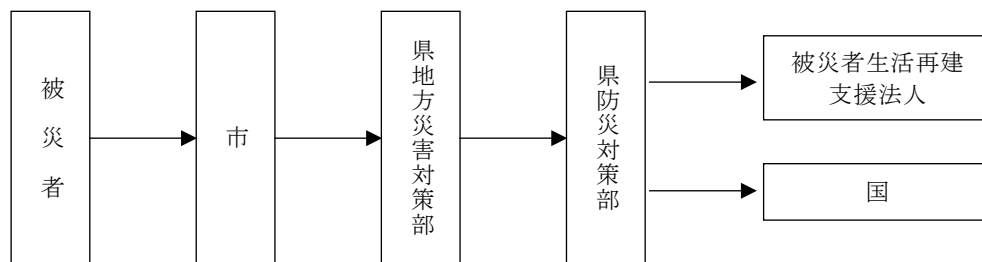 被災者
市
県地方災害対策部
県防災対策部
被災者生活再建
支援法人
国